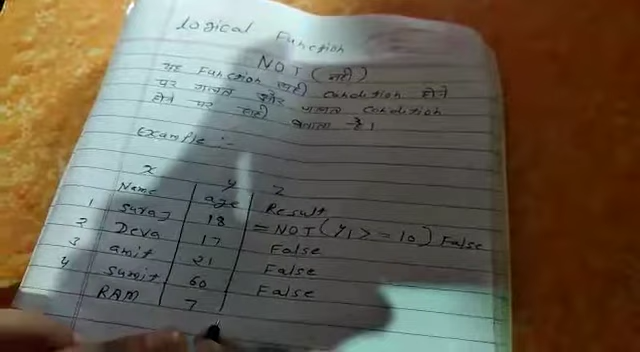 Logical Function
NOT (नही)
यह Function सही Condition होने
पर गलत और गलत Condition
होने पर सही बताता है।
Example :-
x y z
Name age Result
1 suraj 18 = NOT(Y1>=10) False
2 Deva 17 False
3 amit 21 False
4 sumit 60 False
RAM 7